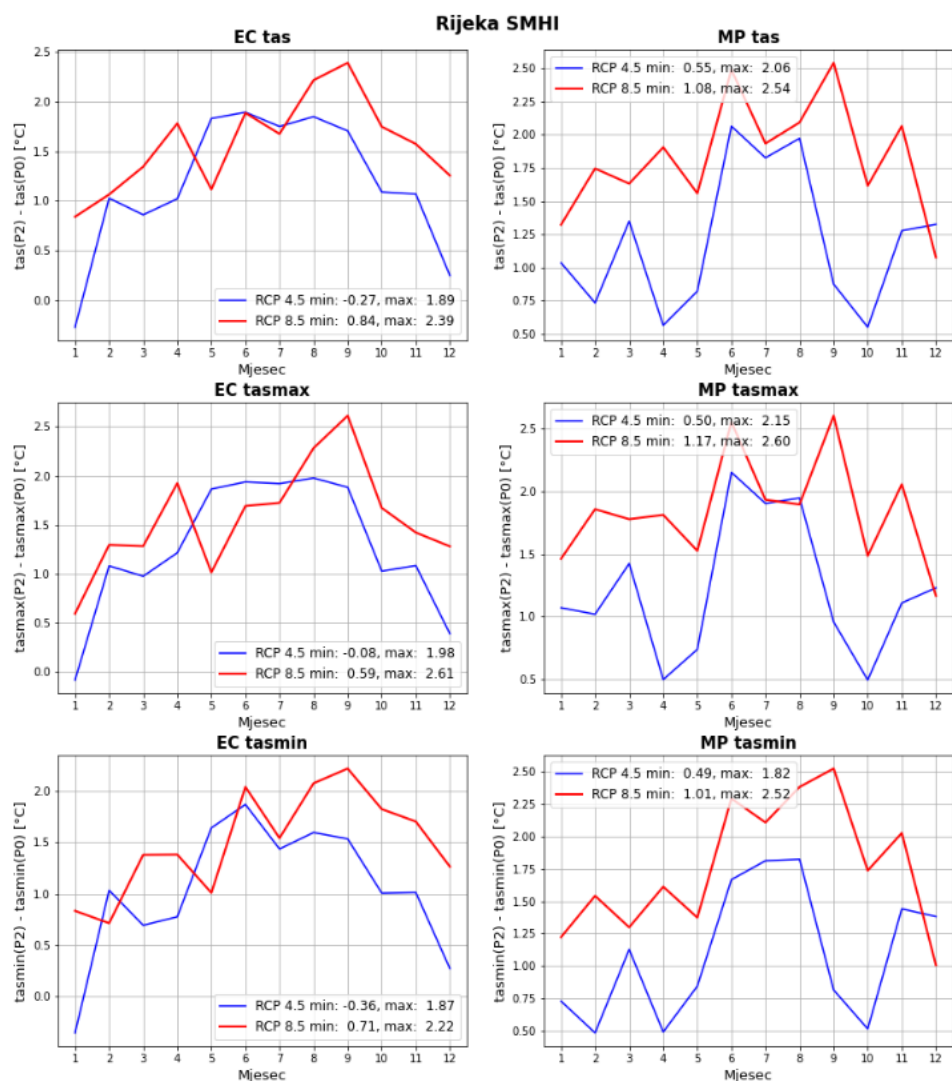 Rijeka SMHI
EC tas
tas(P2) - tas(P0) [°C]
2.5
2.0
1.5
1.0
0.5
0.0
RCP 4.5 min: -0.27, max: 1.89
RCP 8.5 min: 0.84, max: 2.39
1 2 3 4 5 6 7 8 9 10 11 12
Mjesec
MP tas
tas(P2) - tas(P0) [°C]
2.50
2.25
2.00
1.75
1.50
1.25
1.00
0.75
0.50
RCP 4.5 min: 0.55, max: 2.06
RCP 8.5 min: 1.08, max: 2.54
1 2 3 4 5 6 7 8 9 10 11 12
Mjesec
EC tasmax
tasmax(P2) - tasmax(P0) [°C]
2.5
2.0
1.5
1.0
0.5
0.0
RCP 4.5 min: -0.08, max: 1.98
RCP 8.5 min: 0.59, max: 2.61
1 2 3 4 5 6 7 8 9 10 11 12
Mjesec
MP tasmax
tasmax(P2) - tasmax(P0) [°C]
2.5
2.0
1.5
1.0
0.5
RCP 4.5 min: 0.50, max: 2.15
RCP 8.5 min: 1.17, max: 2.60
1 2 3 4 5 6 7 8 9 10 11 12
Mjesec
EC tasmin
tasmin(P2) - tasmin(P0) [°C]
2.0
1.5
1.0
0.5
0.0
RCP 4.5 min: -0.36, max: 1.87
RCP 8.5 min: 0.71, max: 2.22
1 2 3 4 5 6 7 8 9 10 11 12
Mjesec
MP tasmin
tasmin(P2) - tasmin(P0) [°C]
2.50
2.25
2.00
1.75
1.50
1.25
1.00
0.75
0.50
RCP 4.5 min: 0.49, max: 1.82
RCP 8.5 min: 1.01, max: 2.52
1 2 3 4 5 6 7 8 9 10 11 12
Mjesec